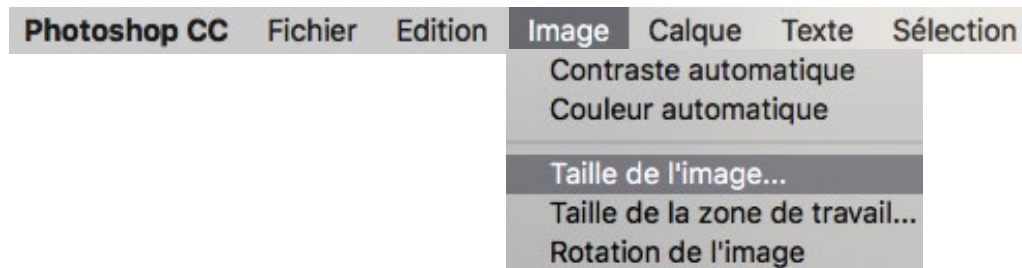 Photoshop CC Fichier Edition Image Calque Texte Sélection
Contraste automatique
Couleur automatique
Taille de l'image...
Taille de la zone de travail...
Rotation de l'image